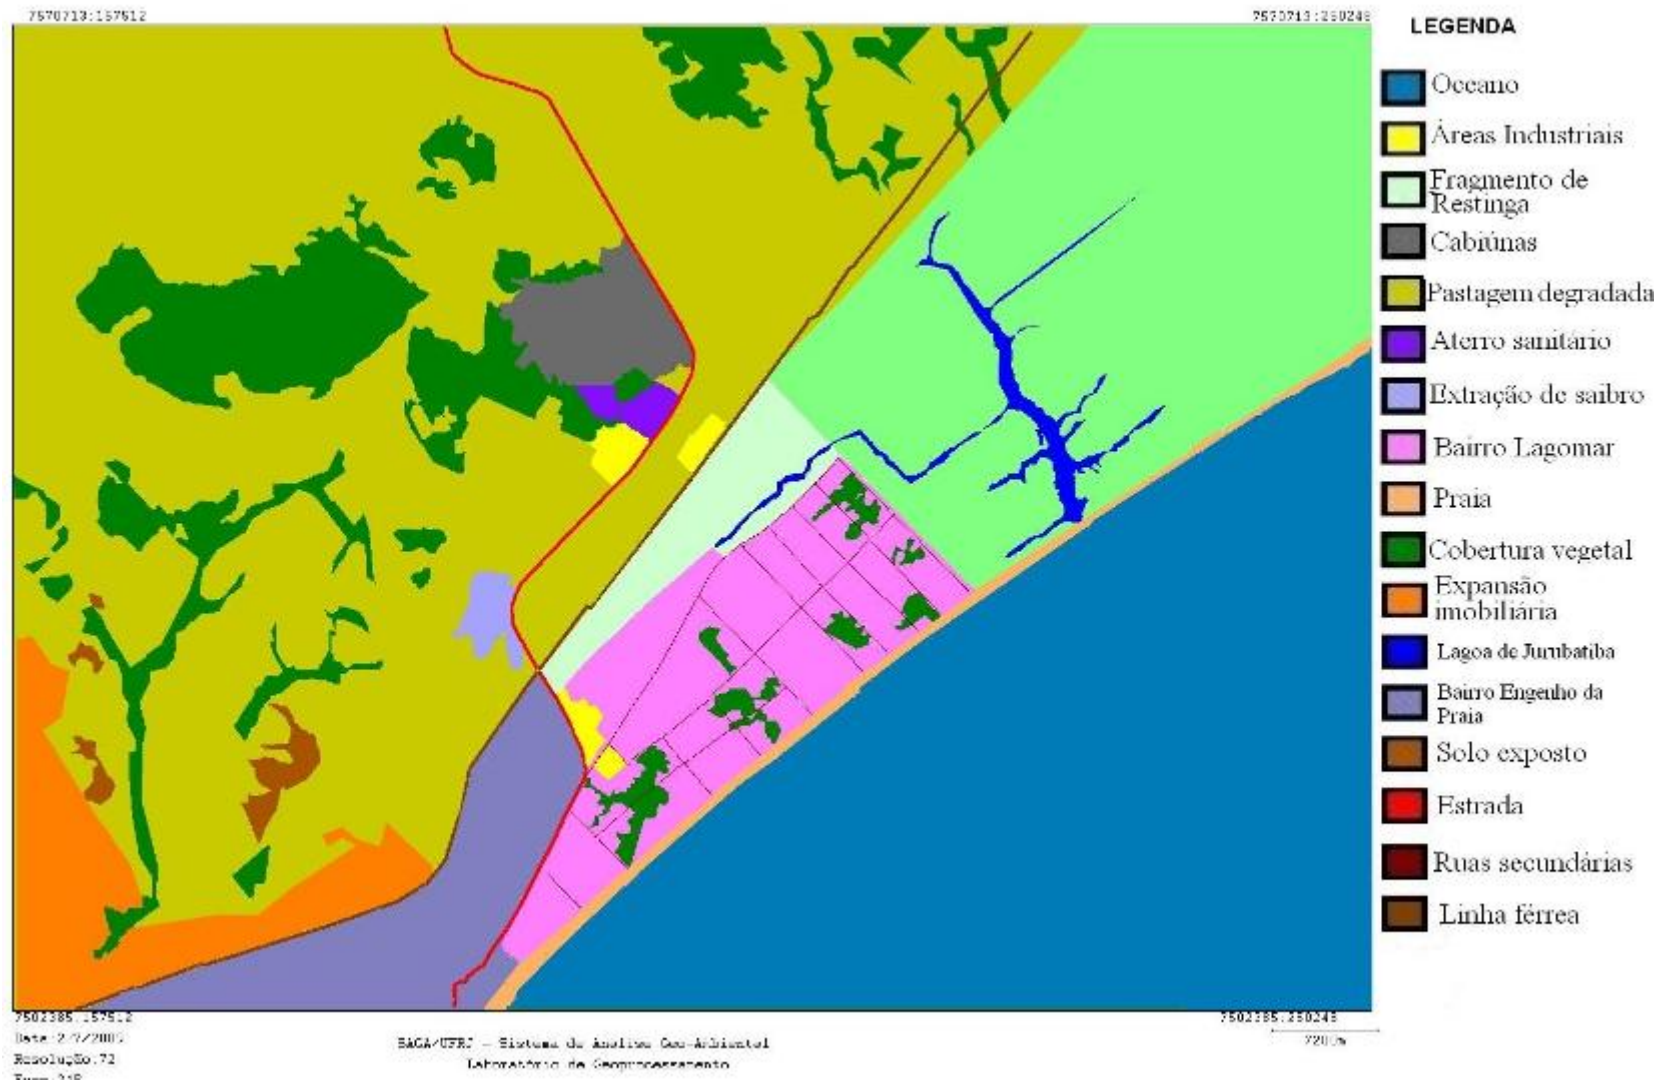 7570713:157512
7570713:250248
LEGENDA
Oceano
Áreas Industriais
Fragmento de
Restinga
Cabiúnas
Pastagem degradada
Aterro sanitário
Extração de saibro
Bairro Lagomar
Praia
Cobertura vegetal
Expansão
imobiliária
Lagoa de Jurubatiba
Bairro Engenho da
Praia
Solo exposto
Estrada
Ruas secundárias
Linha férrea
7502385:157512
7502385:250248
7200m
SAGA/UFRJ - Sistema de Análise Geo-Ambiental
Laboratório de Geoprocessamento
Resolução:72